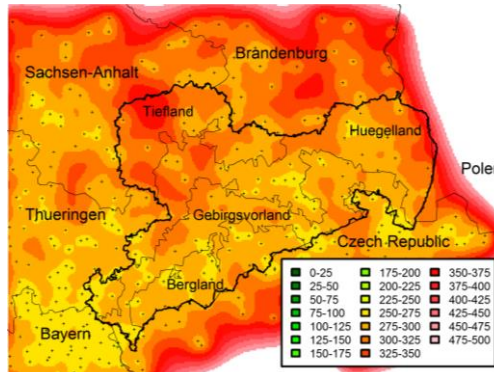 Brandenburg
Sachsen-Anhalt
Tiefland
Huegelland
Polen
Thueringen
Gebirgsvorland
Czech Republic
Bergland
Bayern
0-25
25-50
50-75
75-100
100-125
125-150
150-175
175-200
200-225
225-250
250-275
275-300
300-325
325-350
350-375
375-400
400-425
425-450
450-475
475-500